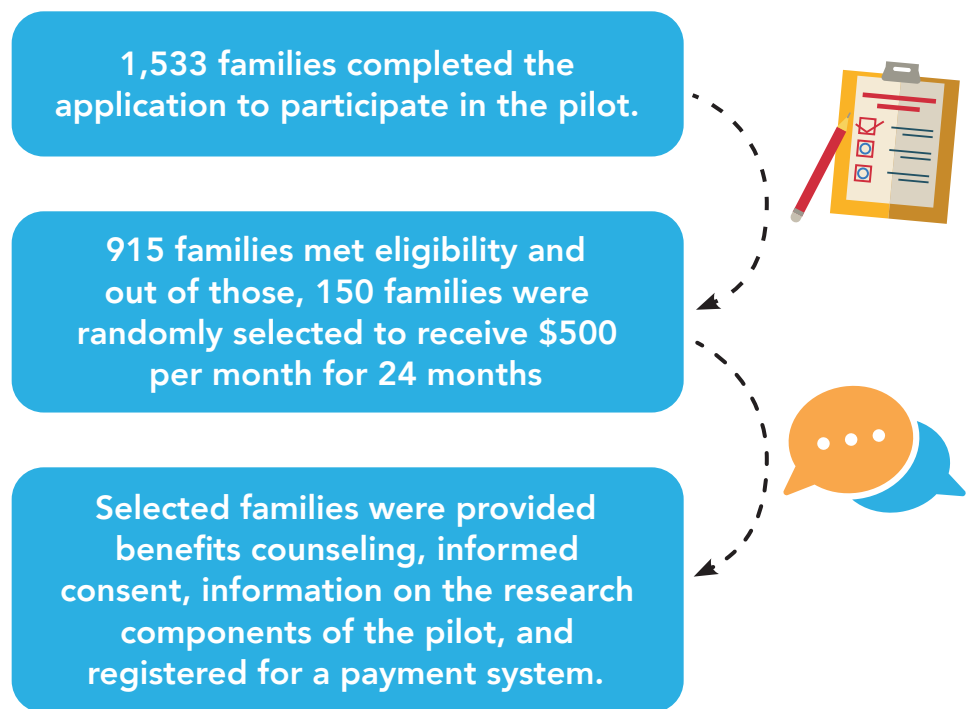 1,533 families completed the
application to participate in the pilot.
915 families met eligibility and
out of those, 150 families were
randomly selected to receive $500
per month for 24 months
Selected families were provided
benefits counseling, informed
consent, information on the research
components of the pilot, and
registered for a payment system.